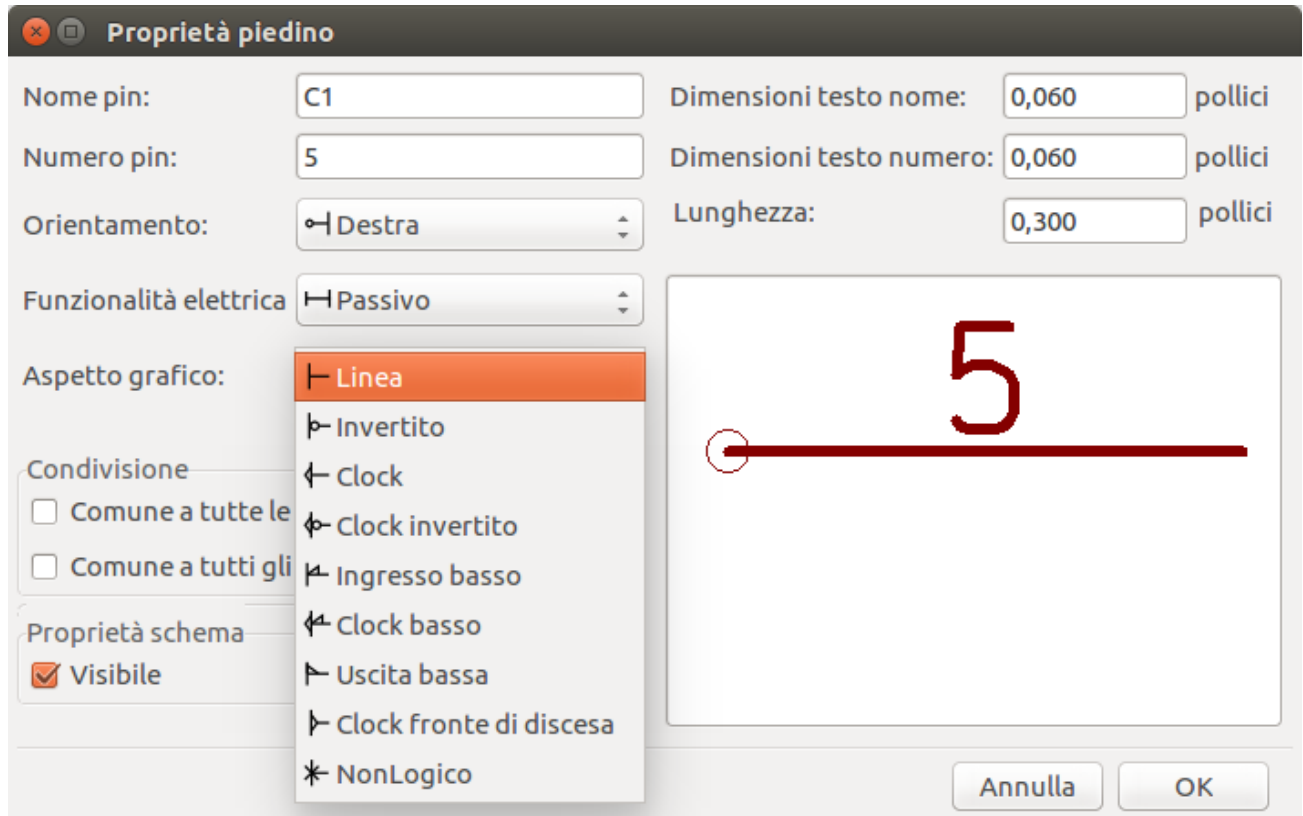 Proprietà piedino
Nome pin: C1 Dimensioni testo nome: 0,060 pollici
Numero pin: 5 Dimensioni testo numero: 0,060 pollici
Orientamento: Destra Lunghezza: 0,300 pollici
Funzionalità elettrica Passivo
Aspetto grafico:
Linea
Invertito
Clock
Clock invertito
Ingresso basso
Clock basso
Uscita bassa
Clock fronte di discesa
NonLogico
Condivisione
Comune a tutte le
Comune a tutti gli
Proprietà schema
Visibile
5
Annulla OK